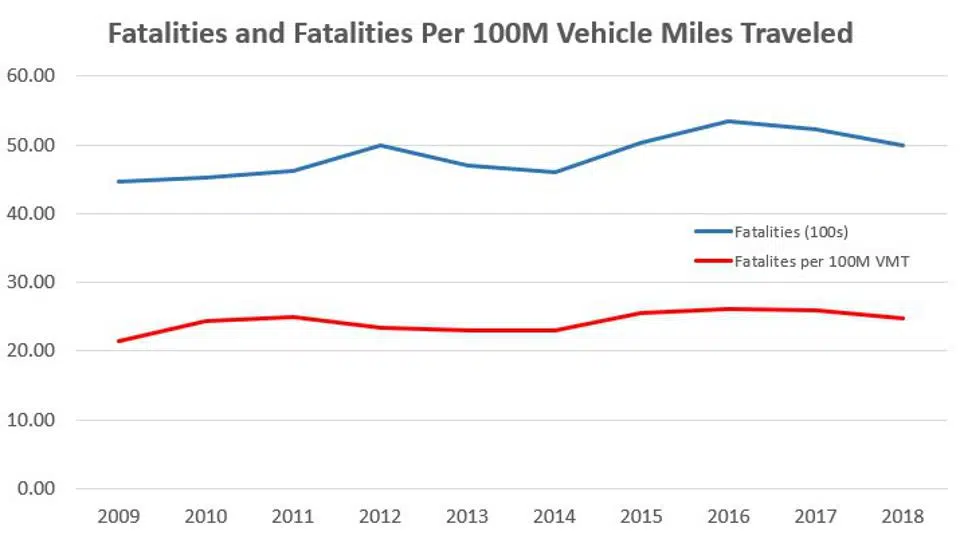 Fatalities and Fatalities Per 100M Vehicle Miles Traveled
60.00
50.00
40.00
30.00
20.00
10.00
0.00
Fatalities (100s)
Fatalites per 100M VMT
2009 2010 2011 2012 2013 2014 2015 2016 2017 2018